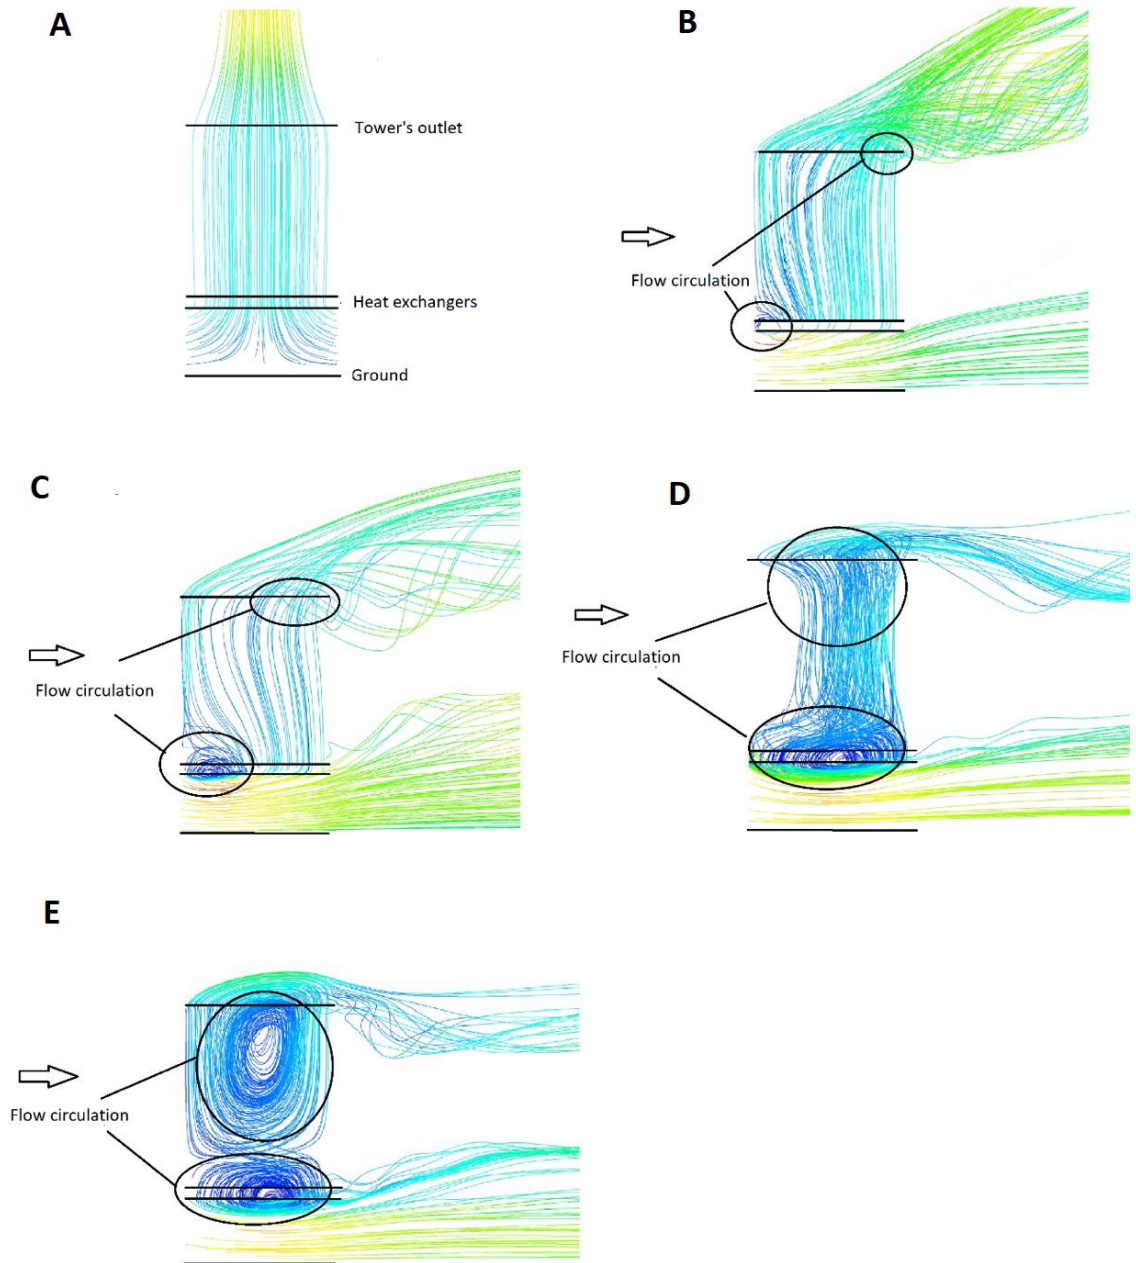 A
Tower's outlet
Heat exchangers
Ground
B
Flow circulation
C
Flow circulation
D
Flow circulation
E
Flow circulation